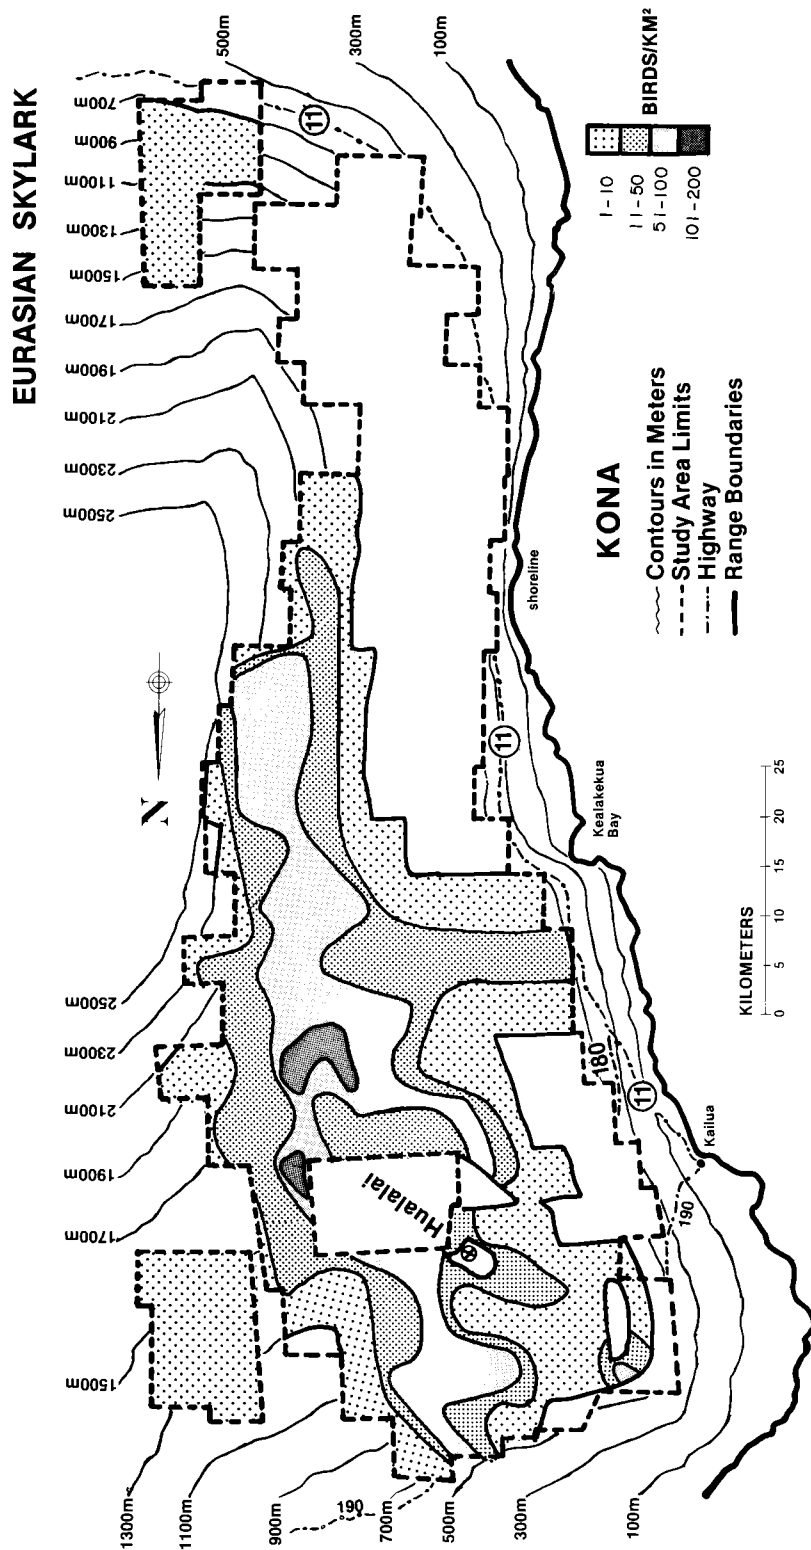 EURASIAN SKYLARK
700m
900m
1100m
1300m
1500m
1700m
1900m
2100m
2300m
2500m
500m
300m
100m
11
BIRDS/KM²
1-10
11-50
51-100
101-200
KONA
Contours in Meters
Study Area Limits
Highway
Range Boundaries
shoreline
N
11
Kealakekua
Bay
KILOMETERS
0 5 10 15 20 25
2500m
2300m
2100m
1900m
1700m
1500m
Hualalai
180
11
Kailua
190
1300m
1100m
900m
190
700m
500m
300m
100m